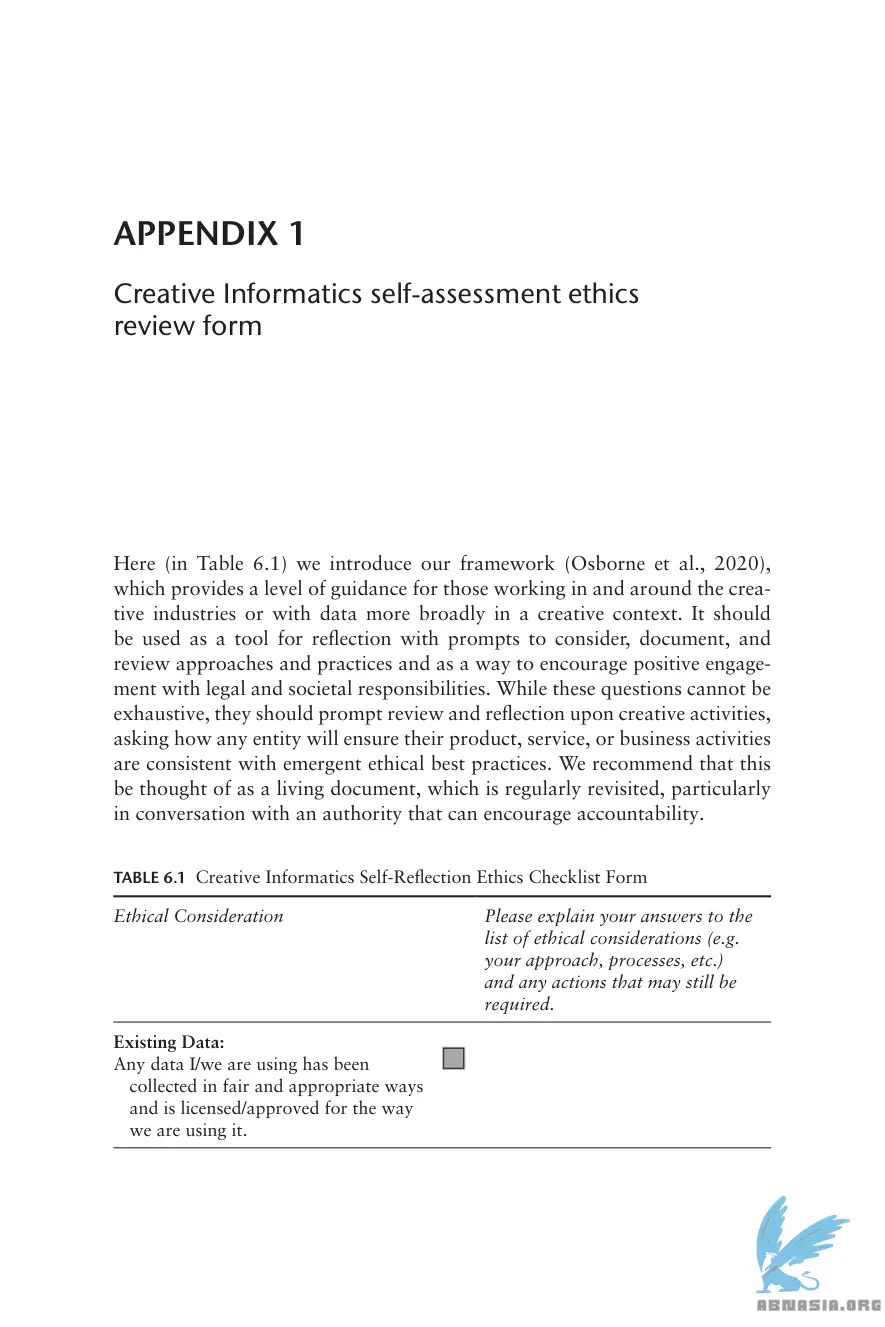 APPENDIX 1
Creative Informatics self-assessment ethics
review form
Here (in Table 6.1) we introduce our framework (Osborne et al., 2020),
which provides a level of guidance for those working in and around the crea-
tive industries or with data more broadly in a creative context. It should
be used as a tool for reflection with prompts to consider, document, and
review approaches and practices and as a way to encourage positive engage-
ment with legal and societal responsibilities. While these questions cannot be
exhaustive, they should prompt review and reflection upon creative activities,
asking how any entity will ensure their product, service, or business activities
are consistent with emergent ethical best practices. We recommend that this
be thought of as a living document, which is regularly revisited, particularly
in conversation with an authority that can encourage accountability.
TABLE 6.1 Creative Informatics Self-Reflection Ethics Checklist Form
Ethical Consideration
Please explain your answers to the
list of ethical considerations (e.g.
your approach, processes, etc.)
and any actions that may still be
required.
Existing Data:
Any data I/we are using has been
collected in fair and appropriate ways
and is licensed/approved for the way
we are using it.
ABNASIA.ORG